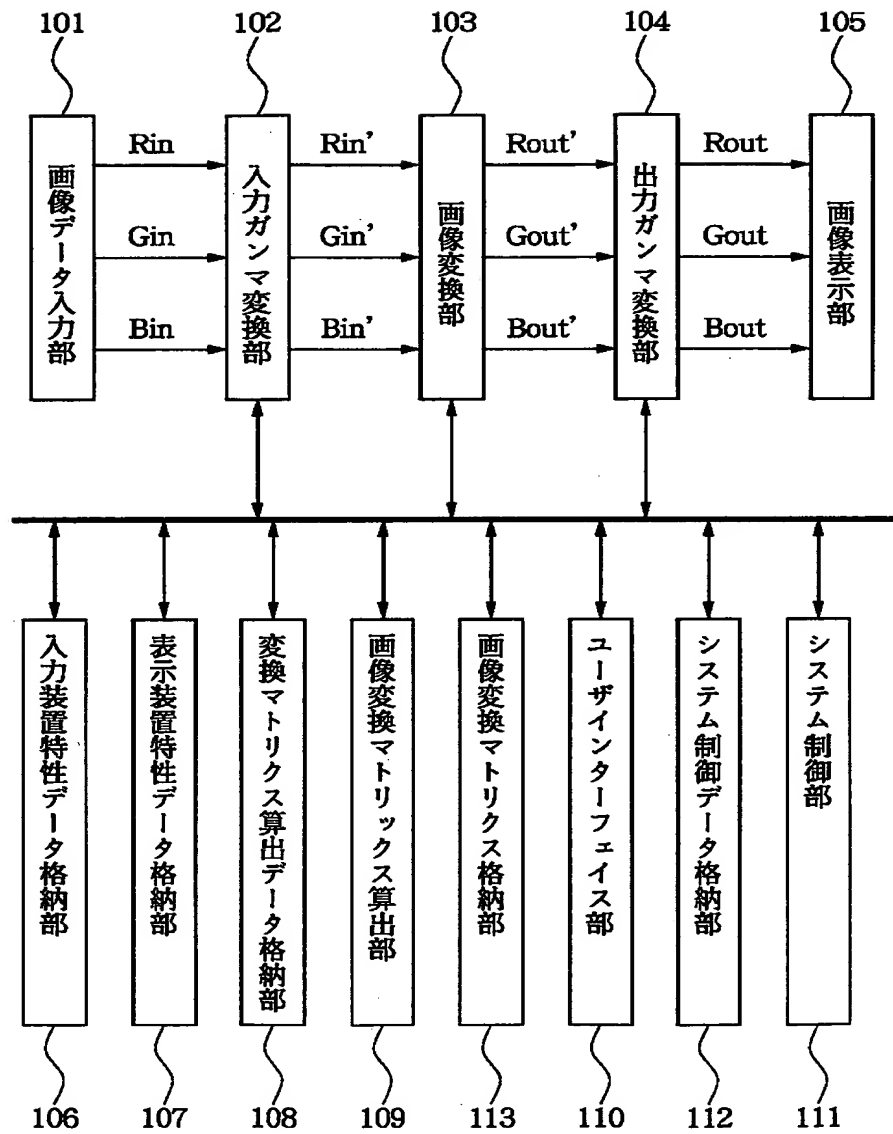 101
102
103
104
105
画像データ入力部
Rin
Gin
Bin
入力ガンマ変換部
Rin'
Gin'
Bin'
画像変換部
Rout'
Gout'
Bout'
出力ガンマ変換部
Rout
Gout
Bout
画像表示部
入力装置特性データ格納部
表示装置特性データ格納部
変換マトリクス算出データ格納部
画像変換マトリックス算出部
画像変換マトリクス格納部
ユーザインターフェイス部
システム制御データ格納部
システム制御部
106
107
108
109
113
110
112
111